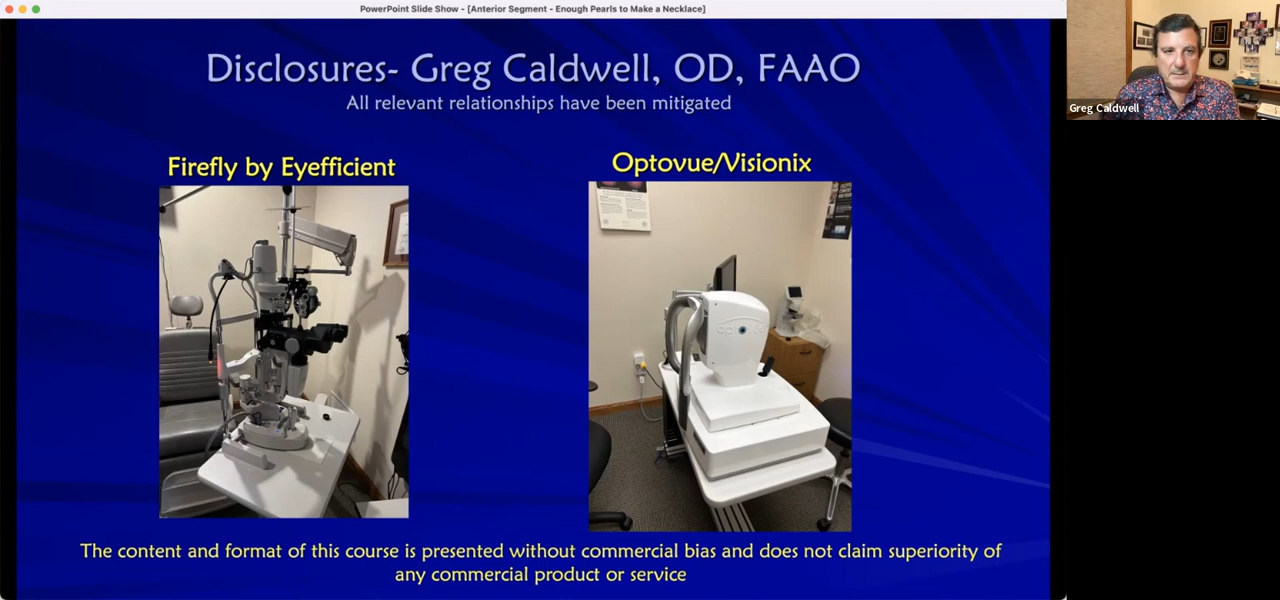 PowerPoint Slide Show - [Anterior Segment - Enough Pearls to Make a Necklace]
Disclosures- Greg Caldwell, OD, FAAO
All relevant relationships have been mitigated
Firefly by Eyefficient
Optovue/Visionix
The content and format of this course is presented without commercial bias and does not claim superiority of
any commercial product or service
Greg Caldwell